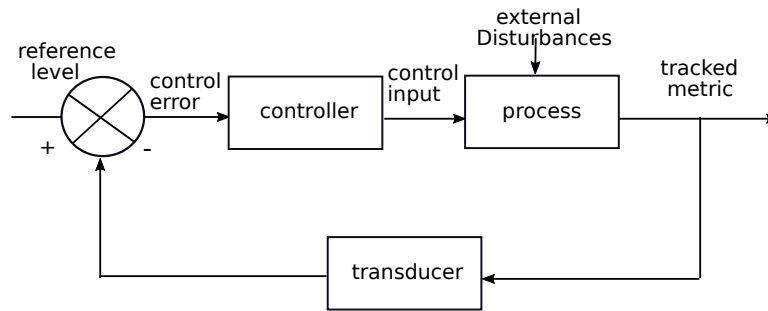 external
Disturbances
reference
level
control
error
controller
control
input
process
tracked
metric
+
-
transducer